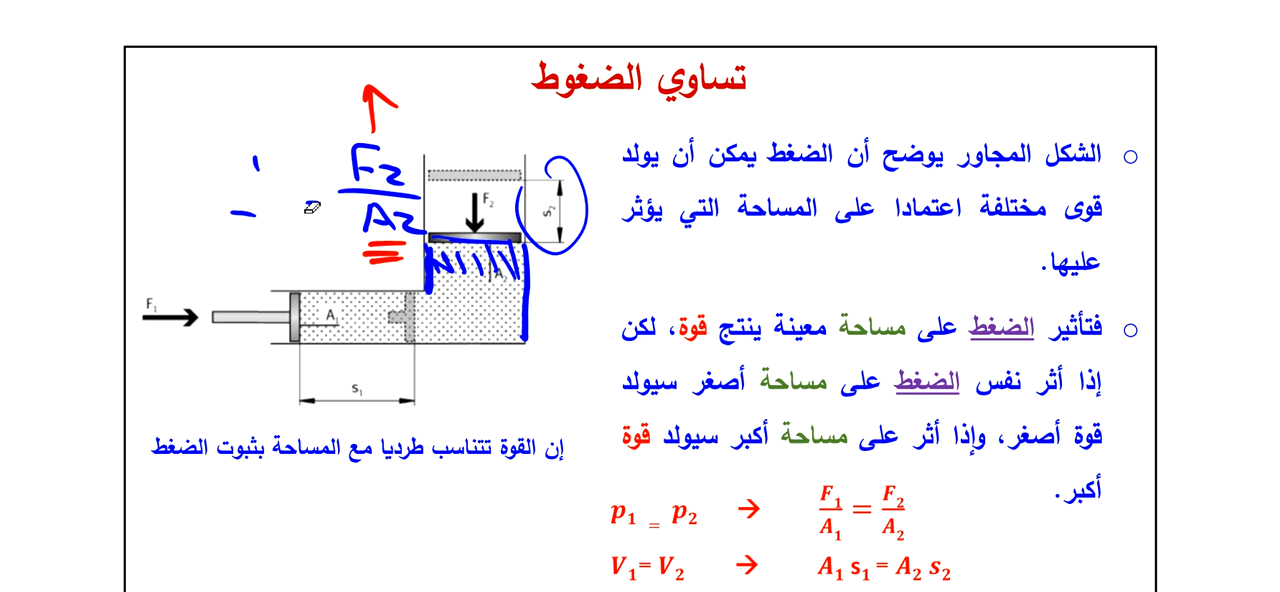 تساوي الضغوط
الشكل المجاور يوضح أن الضغط يمكن أن يولد
قوى مختلفة اعتمادا على المساحة التي يؤثر
عليها.
فتأثير الضغط على مساحة معينة ينتج قوة، لكن
إذا أثر نفس الضغط على مساحة أصغر سيولد
قوة أصغر، وإذا أثر على مساحة أكبر سيولد قوة
أكبر.
p₁ = p₂ → F₁/A₁ = F₂/A₂
V₁= V₂ → A₁ s₁ = A₂ s₂
F2
A2
F₂
s₂
A
F₁
A₁
s₁
إن القوة تتناسب طرديا مع المساحة بثبوت الضغط